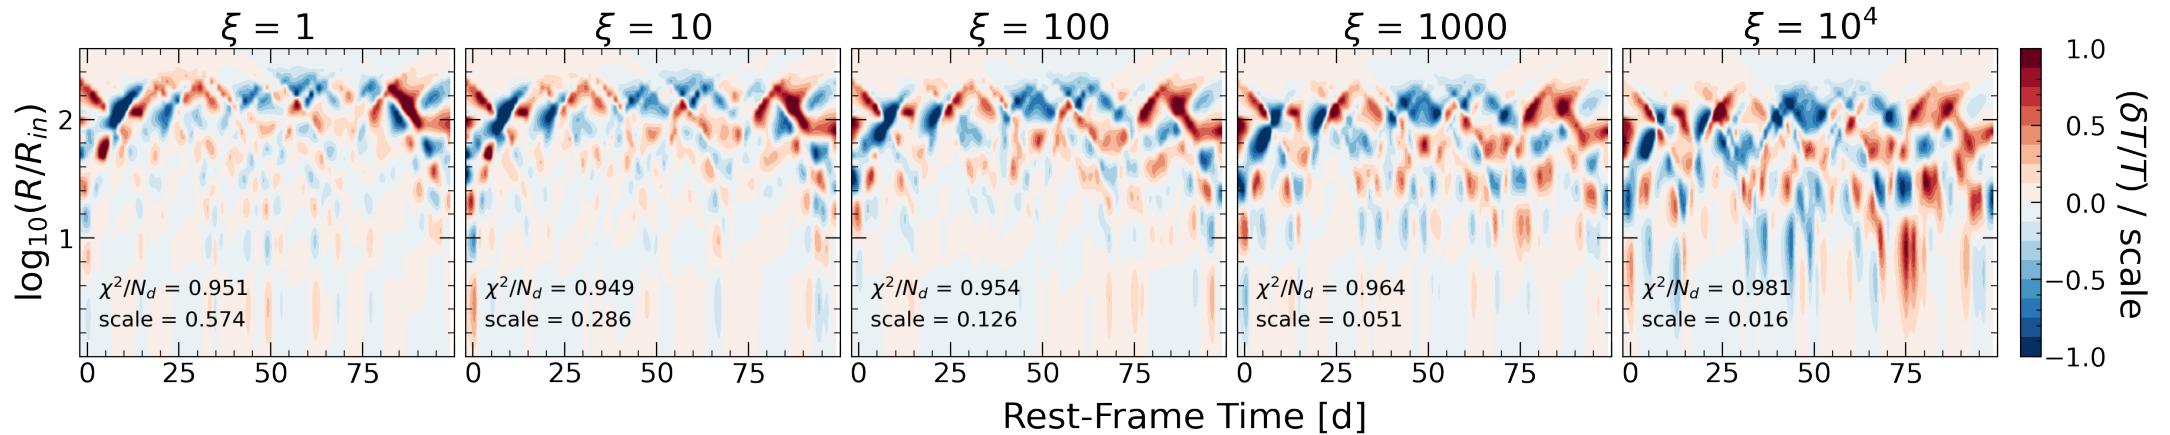 ξ = 1
ξ = 10
ξ = 100
ξ = 1000
ξ = 10⁴
log₁₀(R/R_in)
2
1
χ²/N_d = 0.951
scale = 0.574
χ²/N_d = 0.949
scale = 0.286
χ²/N_d = 0.954
scale = 0.126
χ²/N_d = 0.964
scale = 0.051
χ²/N_d = 0.981
scale = 0.016
0 25 50 75
0 25 50 75
0 25 50 75
0 25 50 75
0 25 50 75
Rest-Frame Time [d]
1.0
0.5
0.0
−0.5
−1.0
(δT/T) / scale